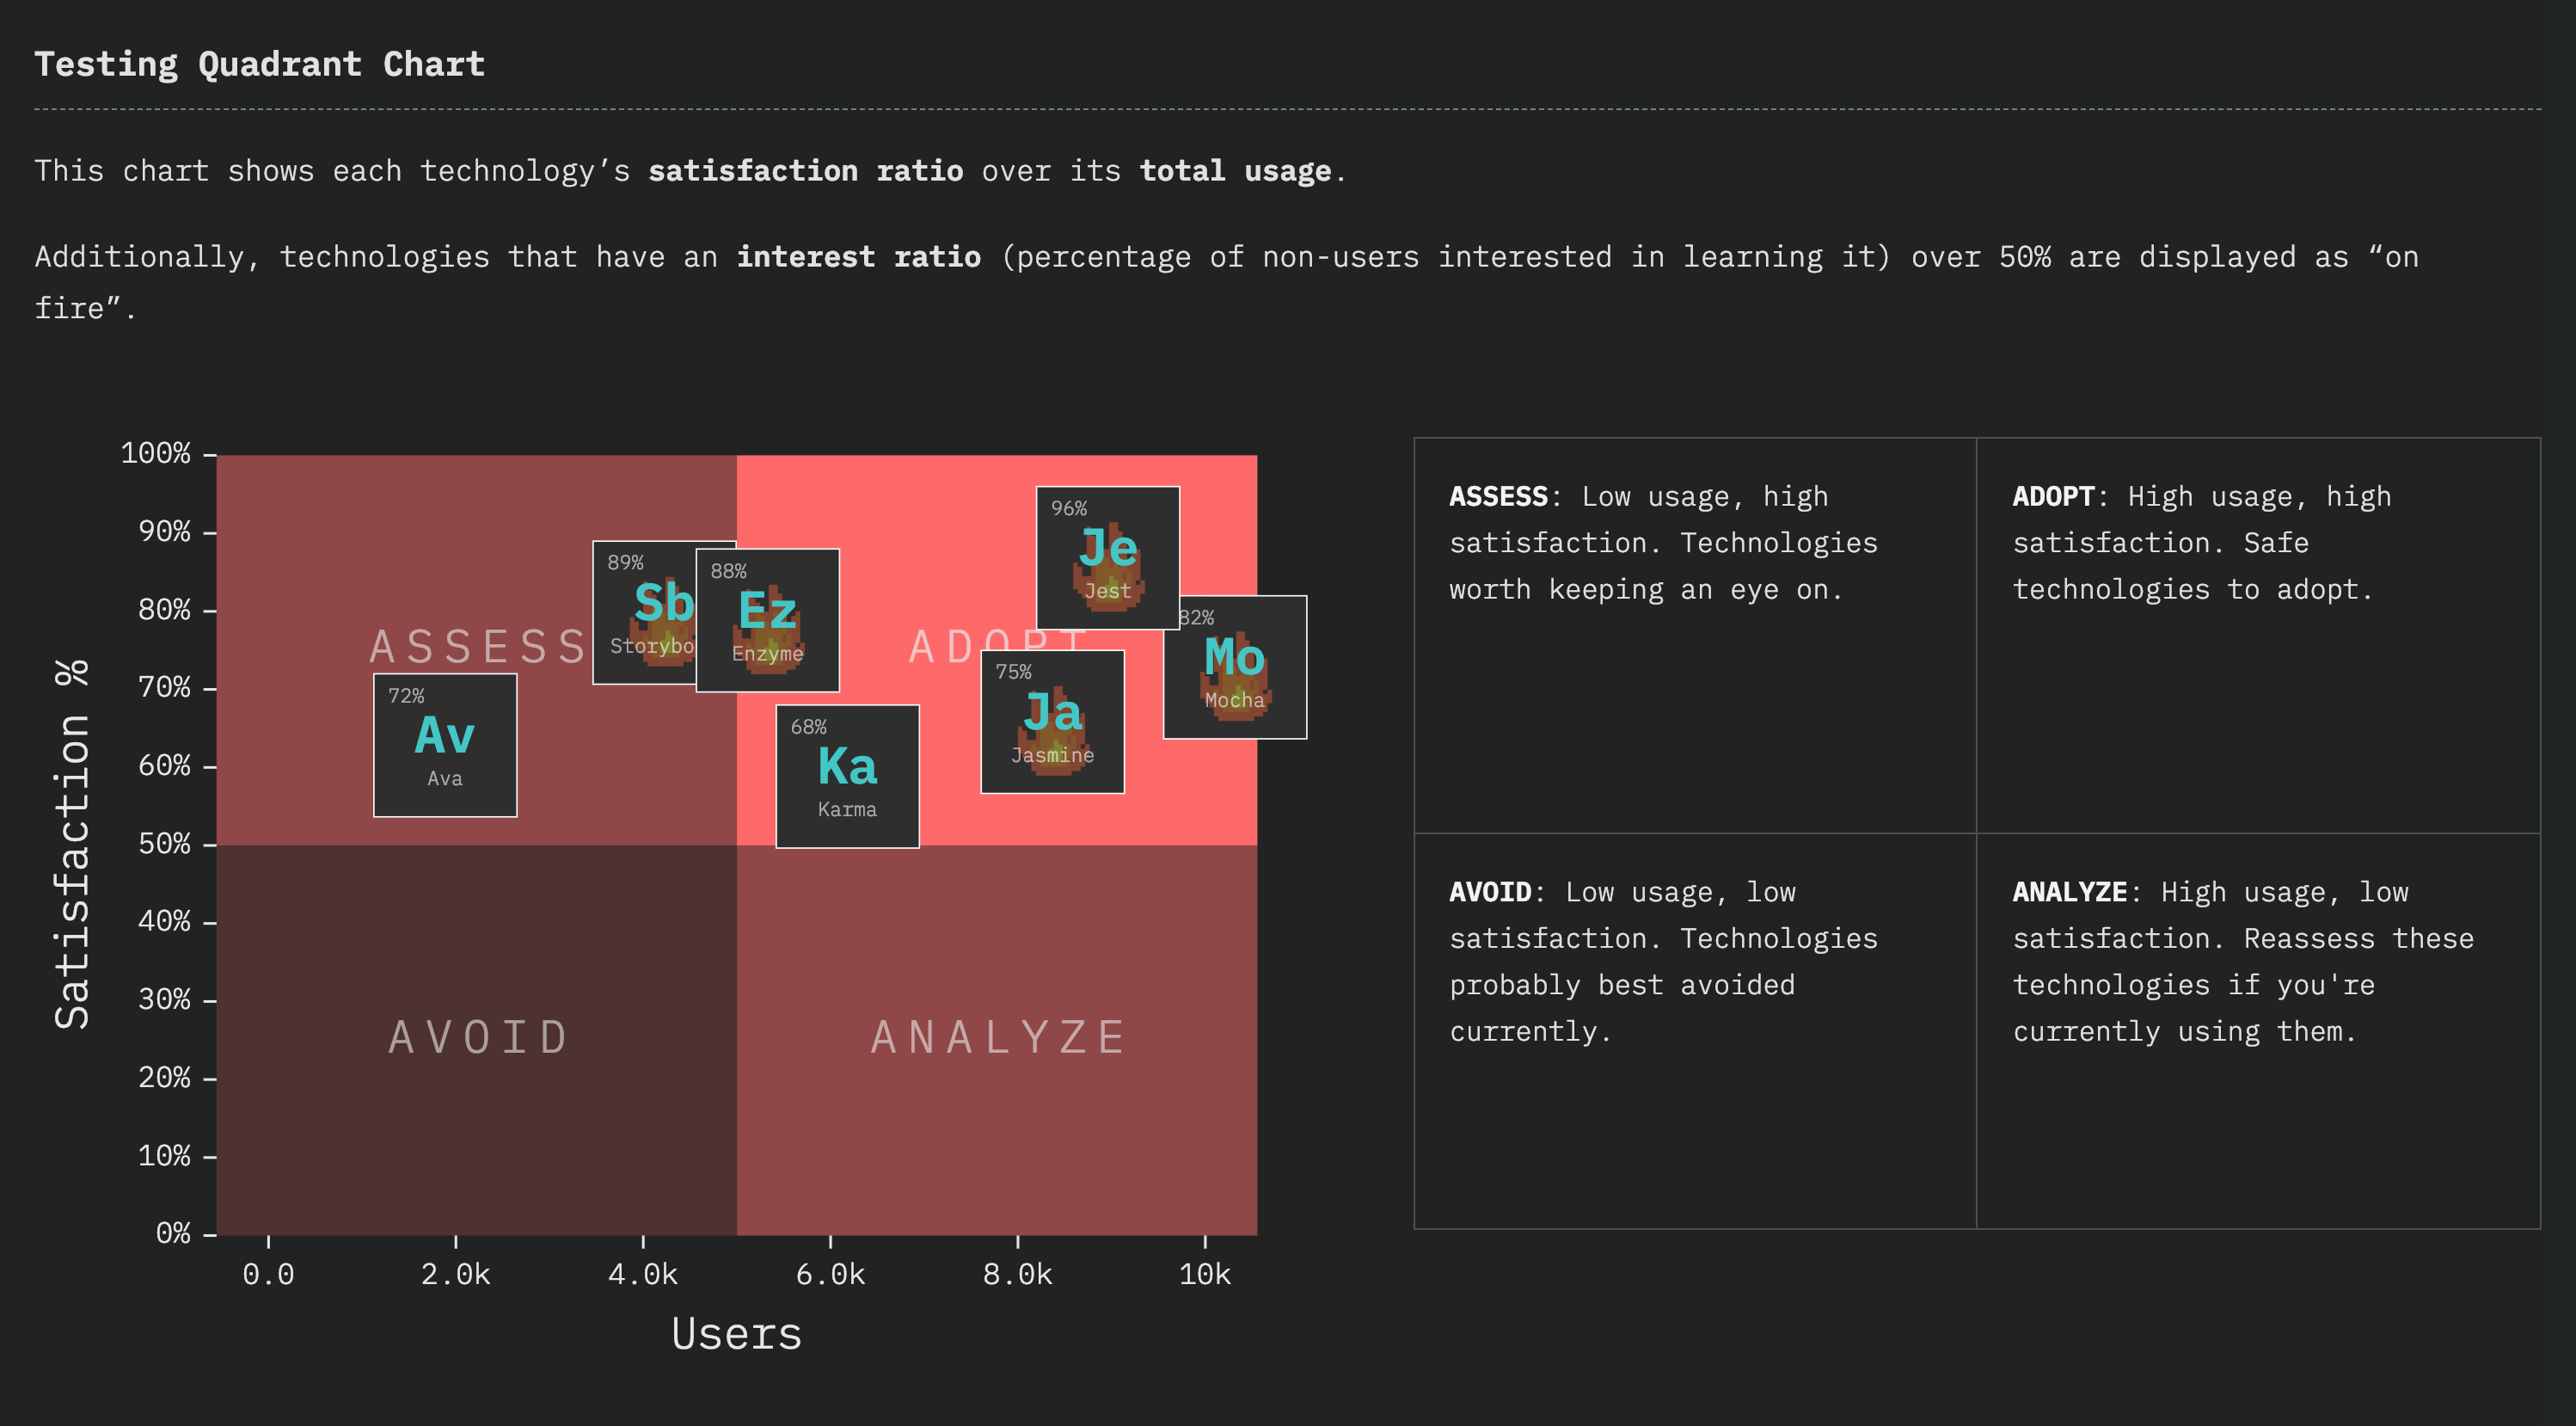 Testing Quadrant Chart
This chart shows each technology’s satisfaction ratio over its total usage.
Additionally, technologies that have an interest ratio (percentage of non-users interested in learning it) over 50% are displayed as “on
fire”.
100%
90%
80%
70%
60%
50%
40%
30%
20%
10%
0%
Satisfaction %
ASSESS
ADOPT
AVOID
ANALYZE
72%
Av
Ava
89%
Sb
Storybo
88%
Ez
Enzyme
68%
Ka
Karma
96%
Je
Jest
75%
Ja
Jasmine
82%
Mo
Mocha
0.0
2.0k
4.0k
6.0k
8.0k
10k
Users
ASSESS: Low usage, high
satisfaction. Technologies
worth keeping an eye on.
ADOPT: High usage, high
satisfaction. Safe
technologies to adopt.
AVOID: Low usage, low
satisfaction. Technologies
probably best avoided
currently.
ANALYZE: High usage, low
satisfaction. Reassess these
technologies if you're
currently using them.